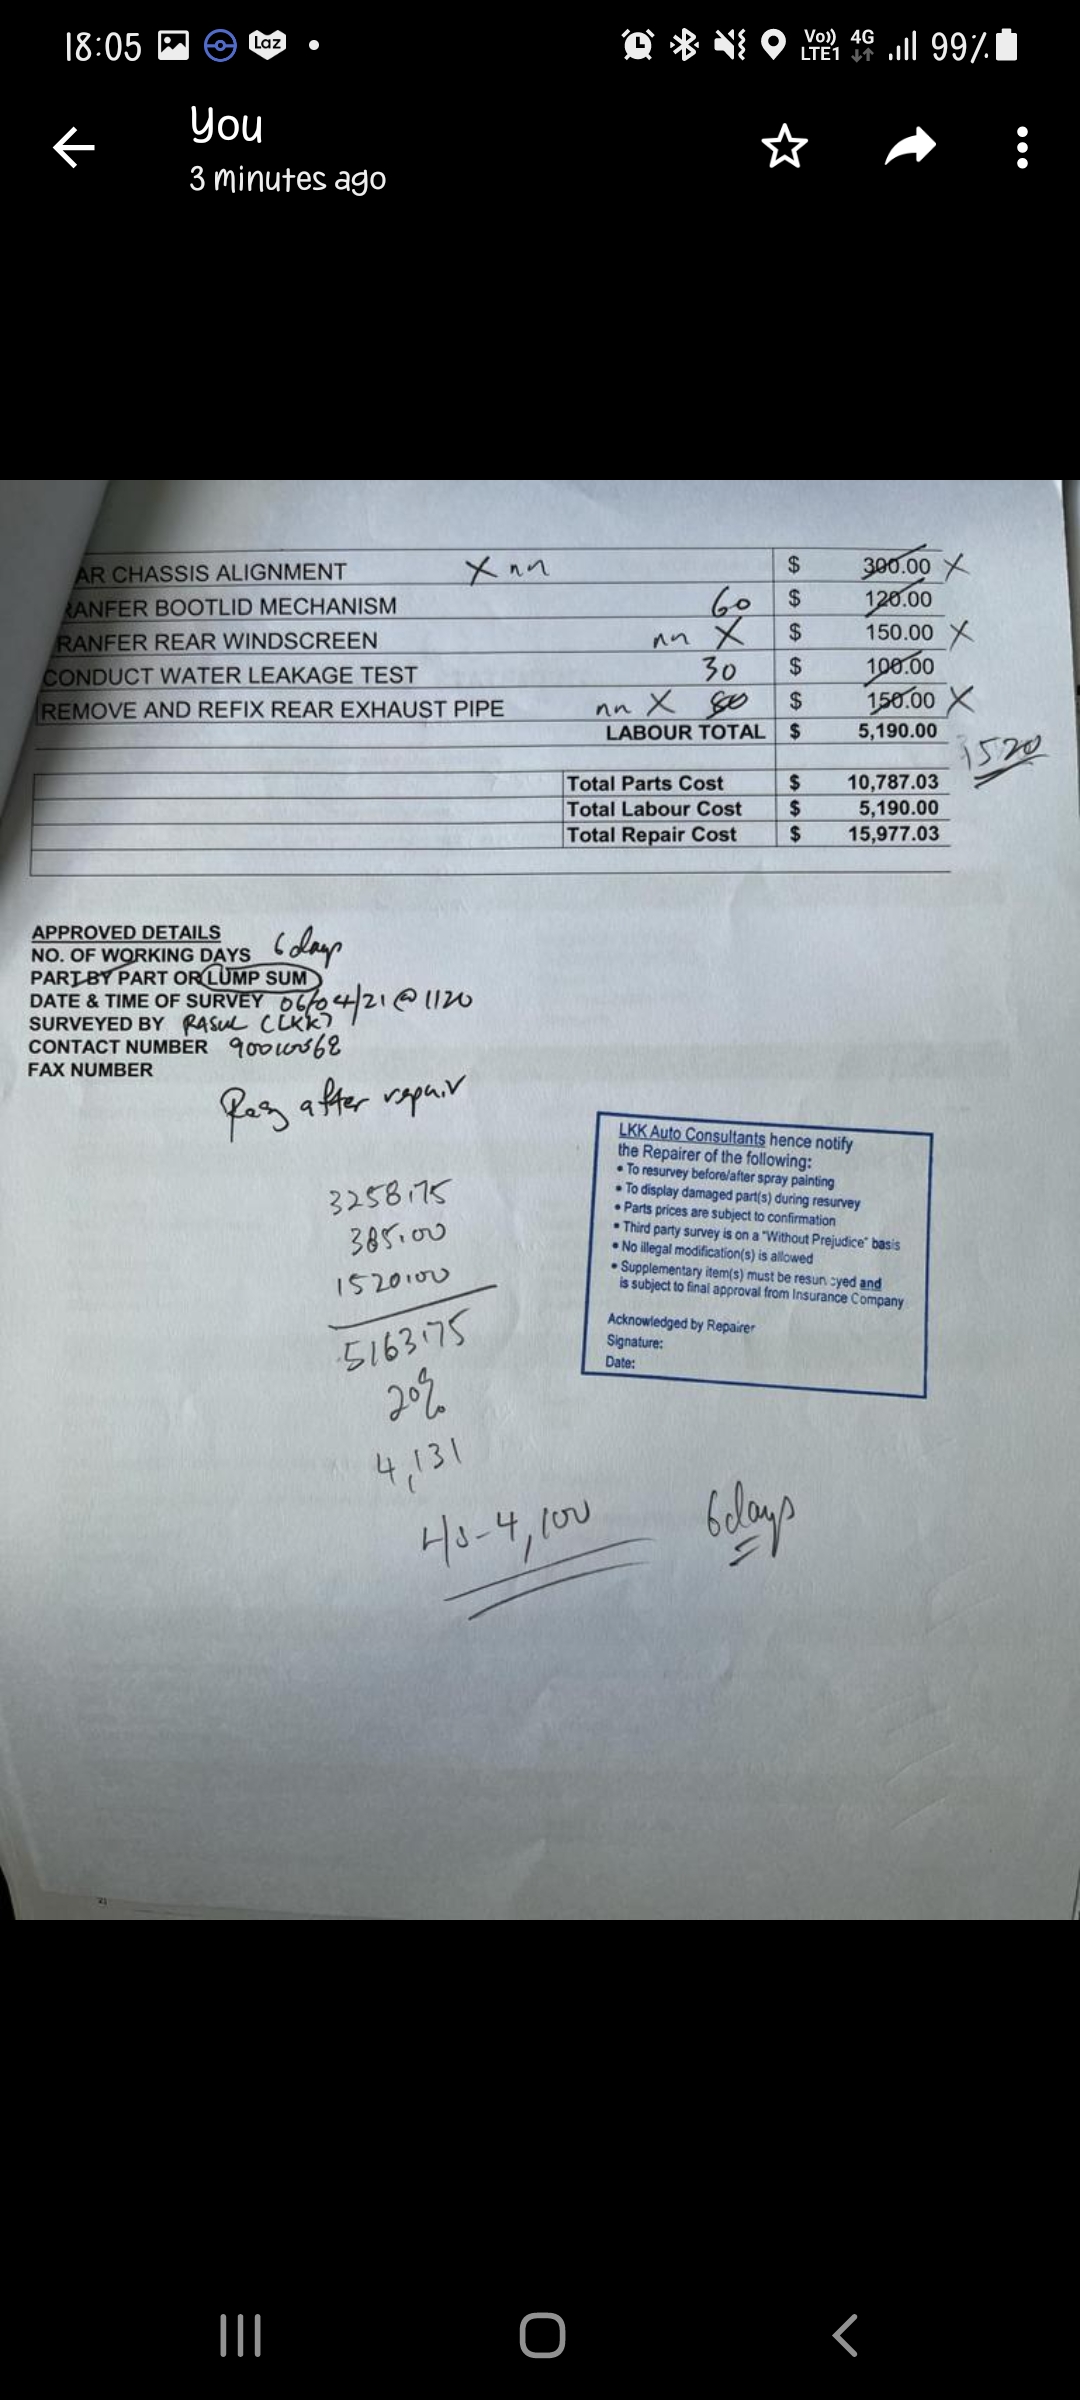 18:05 Laz Vo)) LTE1 4G 99%
You
3 minutes ago
AR CHASSIS ALIGNMENT X nn $ 300.00 X
RANFER BOOTLID MECHANISM 60 $ 120.00
RANFER REAR WINDSCREEN nn X $ 150.00 X
CONDUCT WATER LEAKAGE TEST 30 $ 100.00
REMOVE AND REFIX REAR EXHAUST PIPE nn X 80 $ 150.00 X
LABOUR TOTAL $ 5,190.00
1520
Total Parts Cost $ 10,787.03
Total Labour Cost $ 5,190.00
Total Repair Cost $ 15,977.03
APPROVED DETAILS
NO. OF WORKING DAYS 6 days
PART BY PART OR LUMP SUM
DATE & TIME OF SURVEY 06/04/21 @ 1120
SURVEYED BY RASUL (LKK)
CONTACT NUMBER
FAX NUMBER
after repair
LKK Auto Consultants hence notify
the Repairer of the following:
• To resurvey before/after spray painting
• To display damaged part(s) during resurvey
• Parts prices are subject to confirmation
• Third party survey is on a "Without Prejudice" basis
• No illegal modification(s) is allowed
• Supplementary item(s) must be and
is subject to final approval from Insurance Company
Acknowledged by Repairer
Signature:
Date:
3258.75
385.00
1520.00
5163.75
20%
4,131
L/S - 4,100
6 days